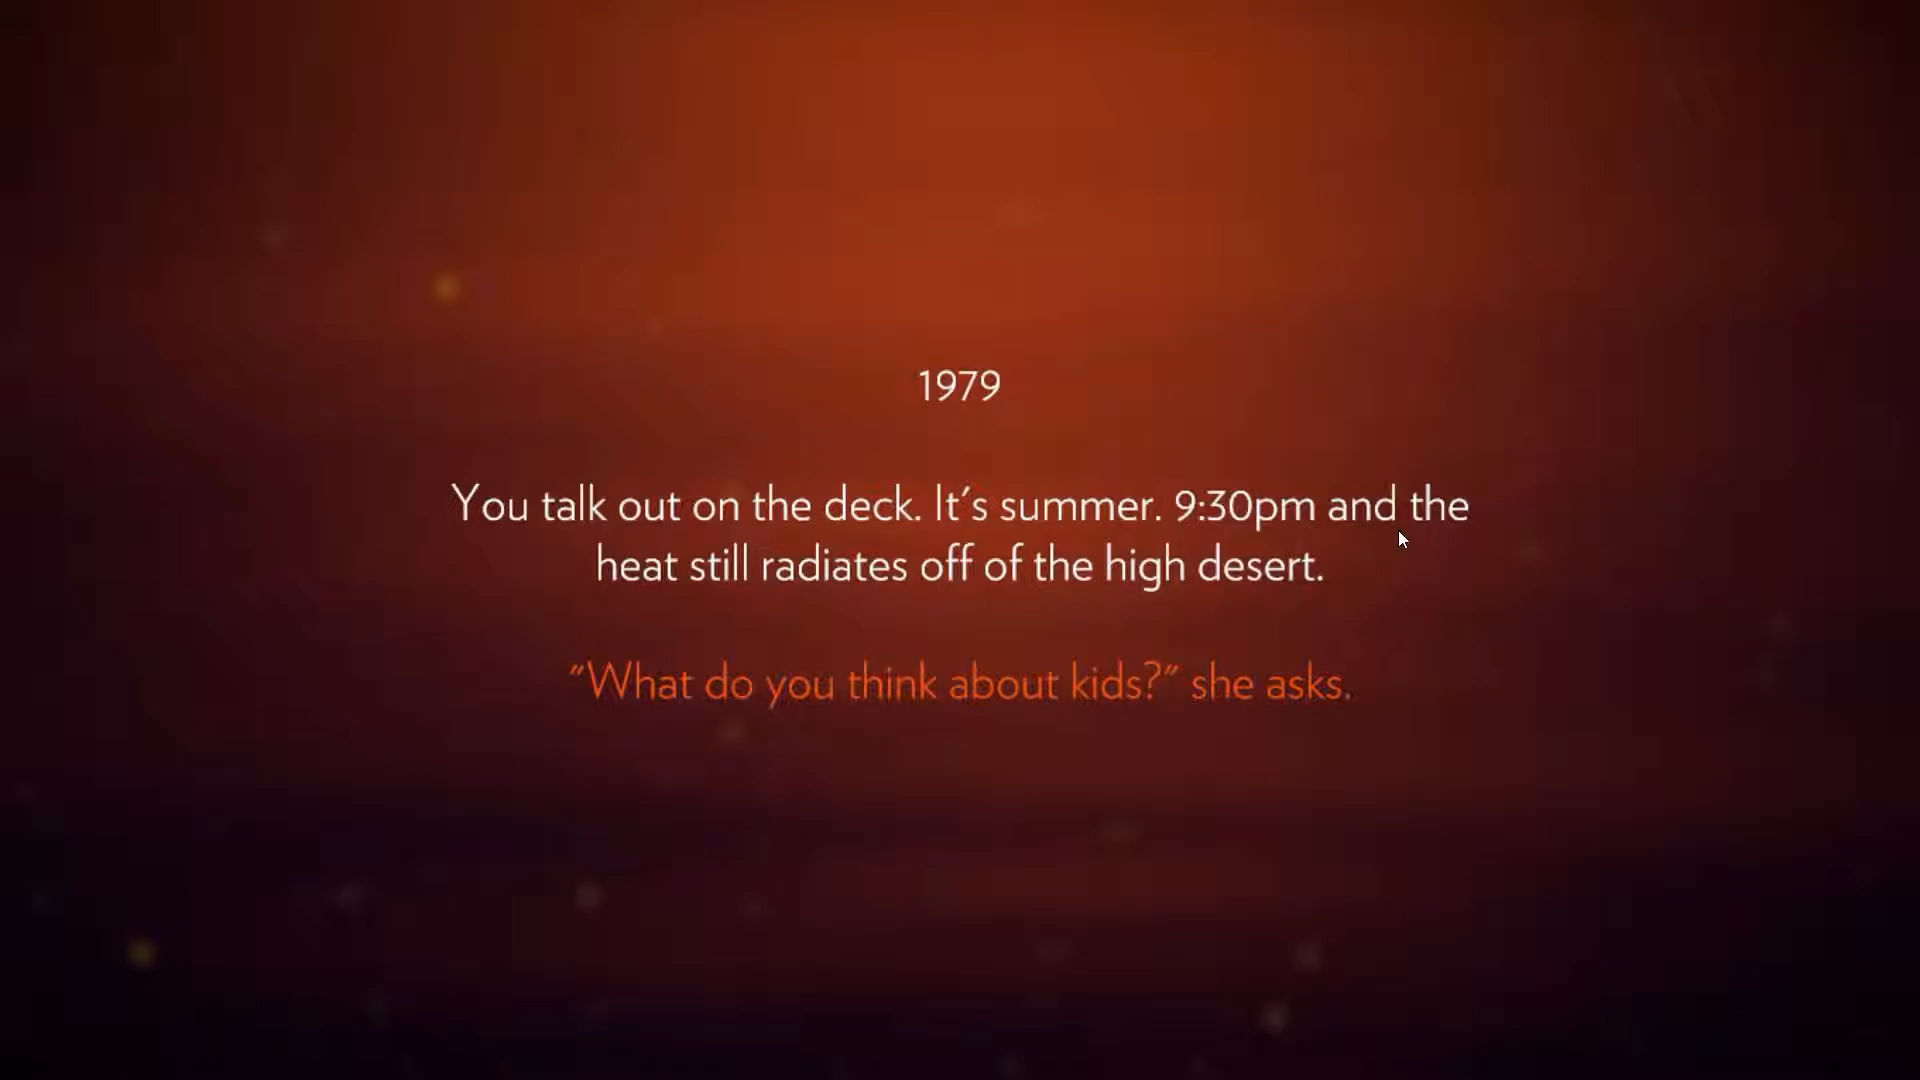 1979
You talk out on the deck. It's summer. 9:30pm and the
heat still radiates off of the high desert.
"What do you think about kids?" she asks.